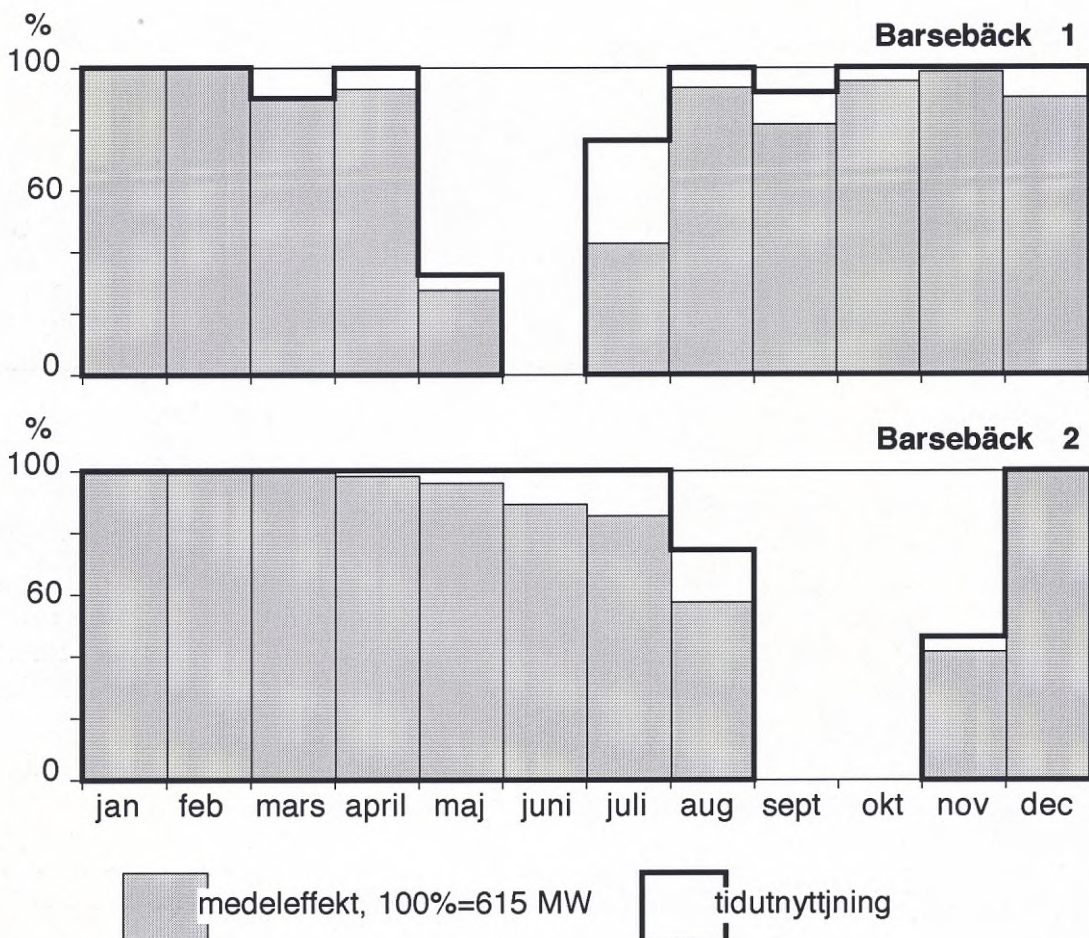 %
Barsebäck 1
100
60
0
%
Barsebäck 2
100
60
0
jan feb mars april maj juni juli aug sept okt nov dec
medeleffekt, 100%=615 MW tidutnyttjning